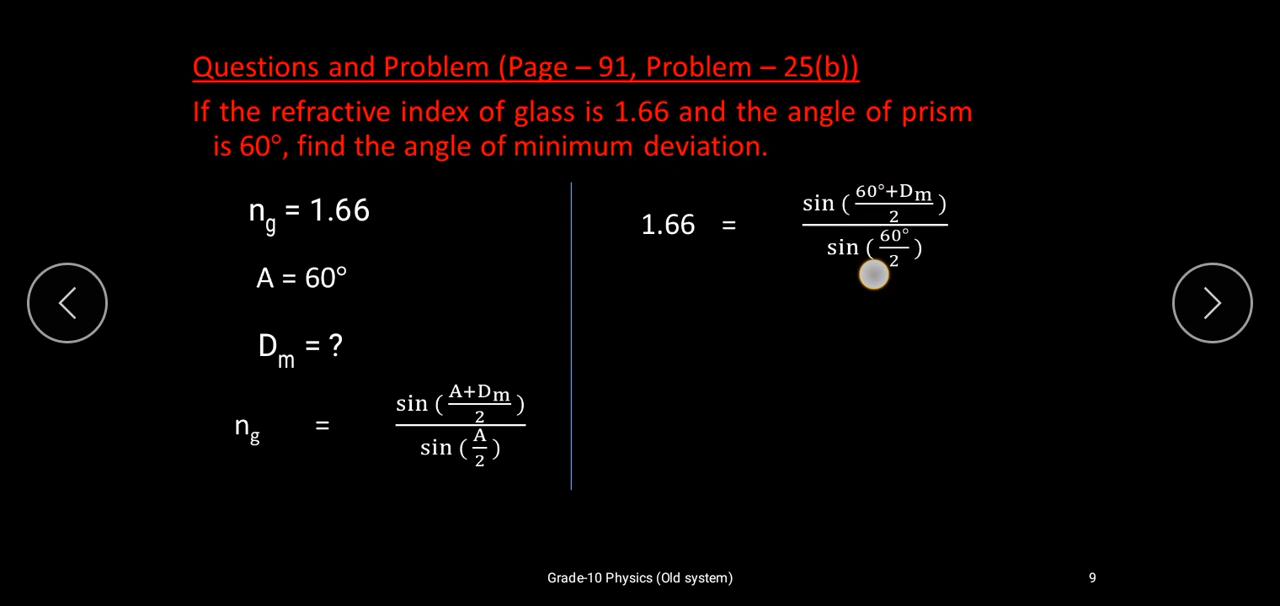 Questions and Problem (Page – 91, Problem – 25(b))
If the refractive index of glass is 1.66 and the angle of prism
is 60°, find the angle of minimum deviation.
n_g = 1.66
A = 60°
D_m = ?
n_g = sin ( (A+Dm)/2 ) / sin ( A/2 )
1.66 = sin ( (60°+Dm)/2 ) / sin ( 60°/2 )
Grade-10 Physics (Old system)
9